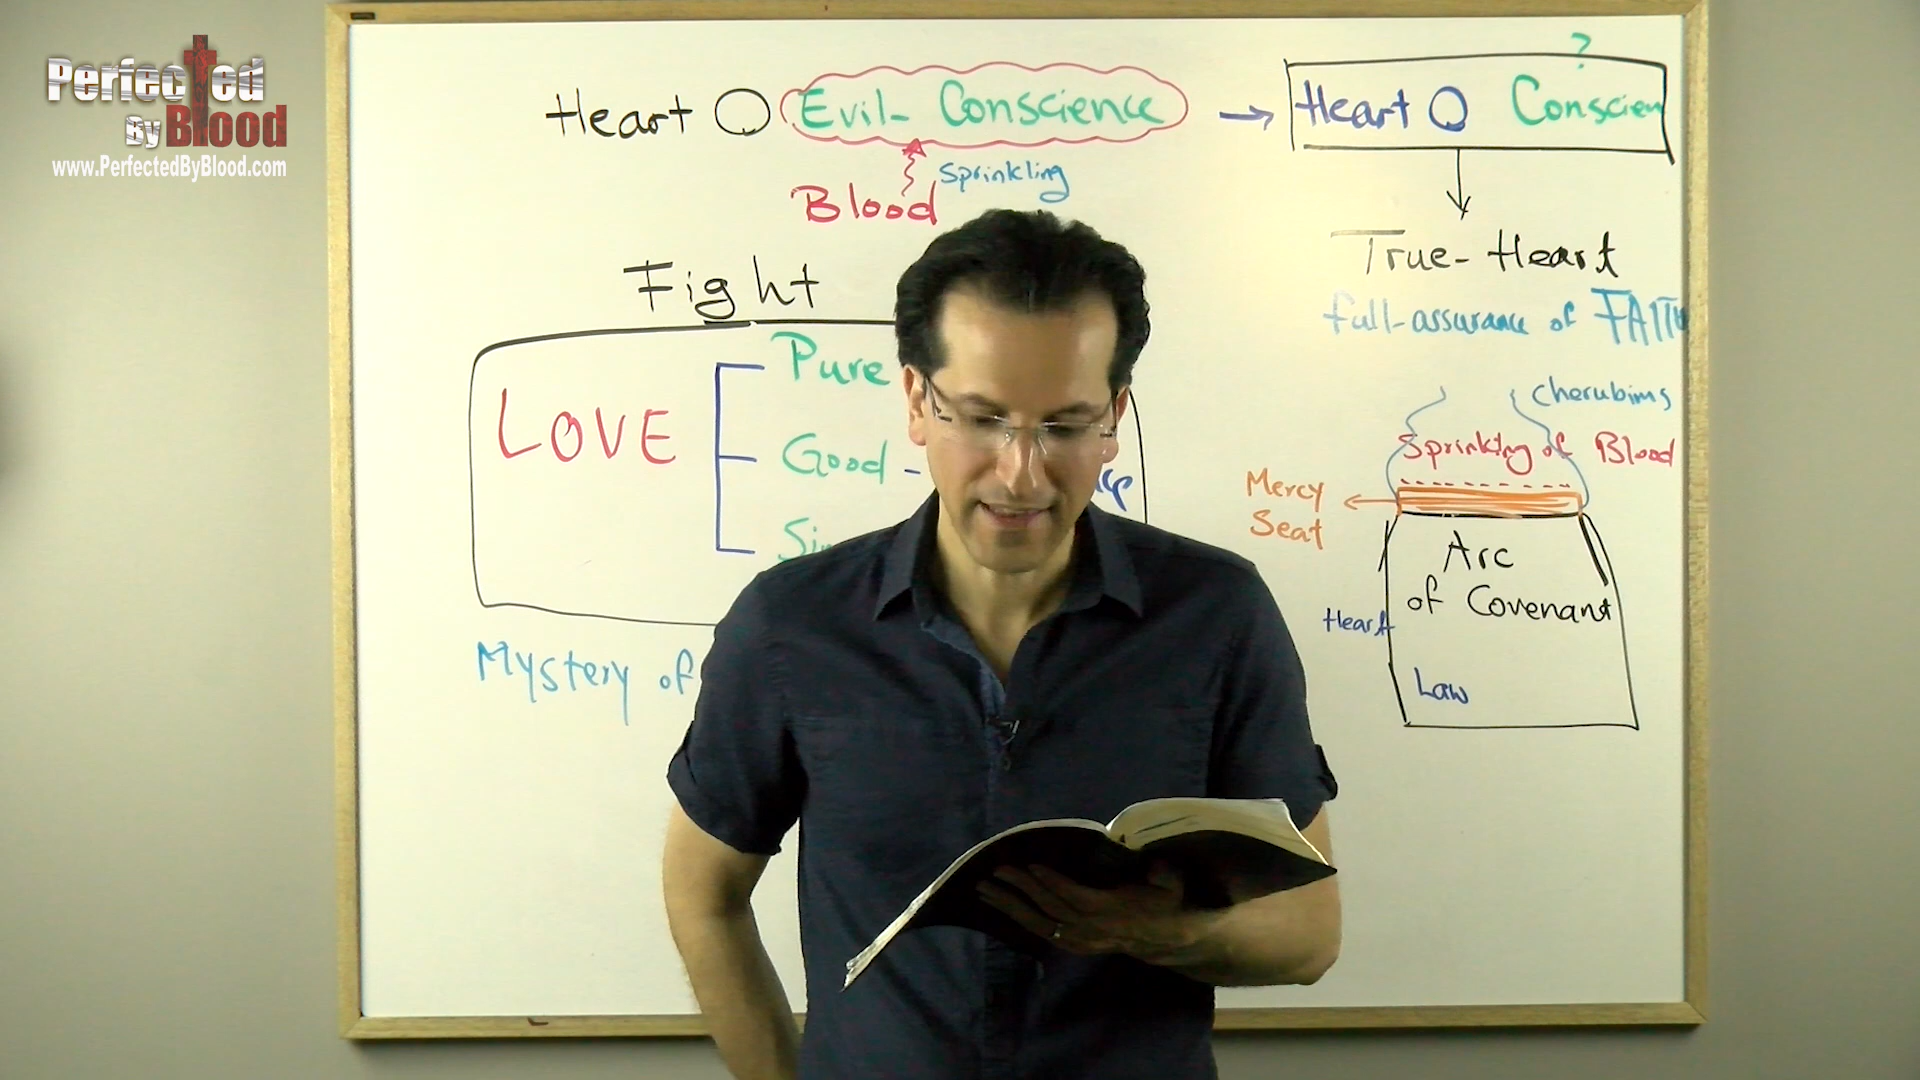 Perfected
By Blood
www.PerfectedByBlood.com
Heart Evil- Conscience
Sprinkling
Blood
Fight
LOVE
Pure
Good -
Mystery of
?
Heart Conscien
True- Heart
full-assurance of FAITH
Cherubims
Sprinking of Blood
Mercy
Seat
Arc
of Covenant
Heart
Law